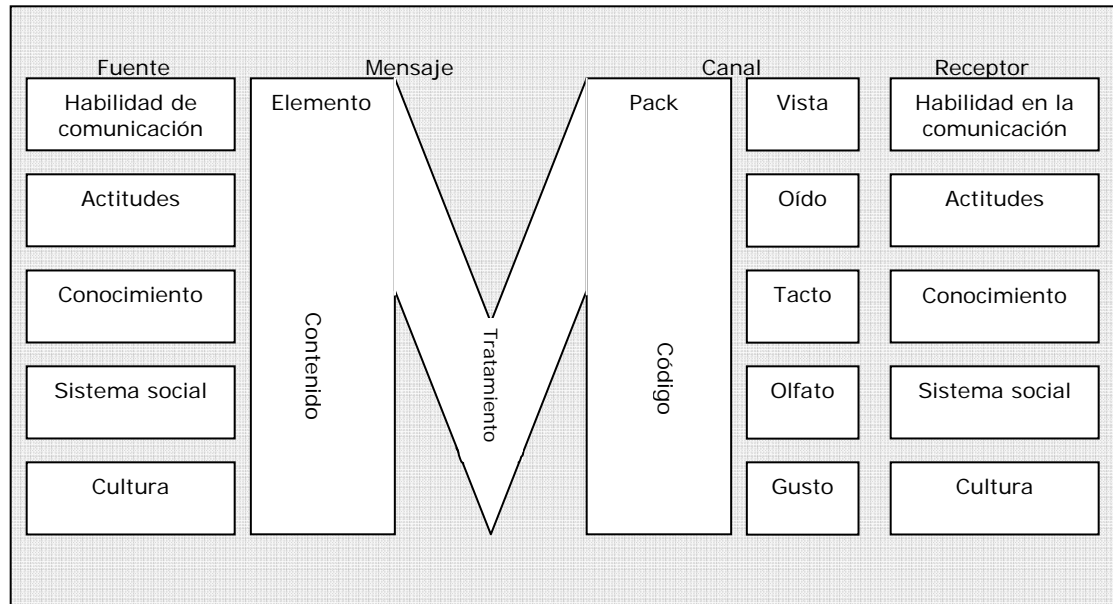 Fuente
Mensaje
Canal
Receptor
Habilidad de
comunicación
Actitudes
Conocimiento
Sistema social
Cultura
Elemento
Contenido
Tratamiento
Pack
Código
Vista
Oído
Tacto
Olfato
Gusto
Habilidad en la
comunicación
Actitudes
Conocimiento
Sistema social
Cultura